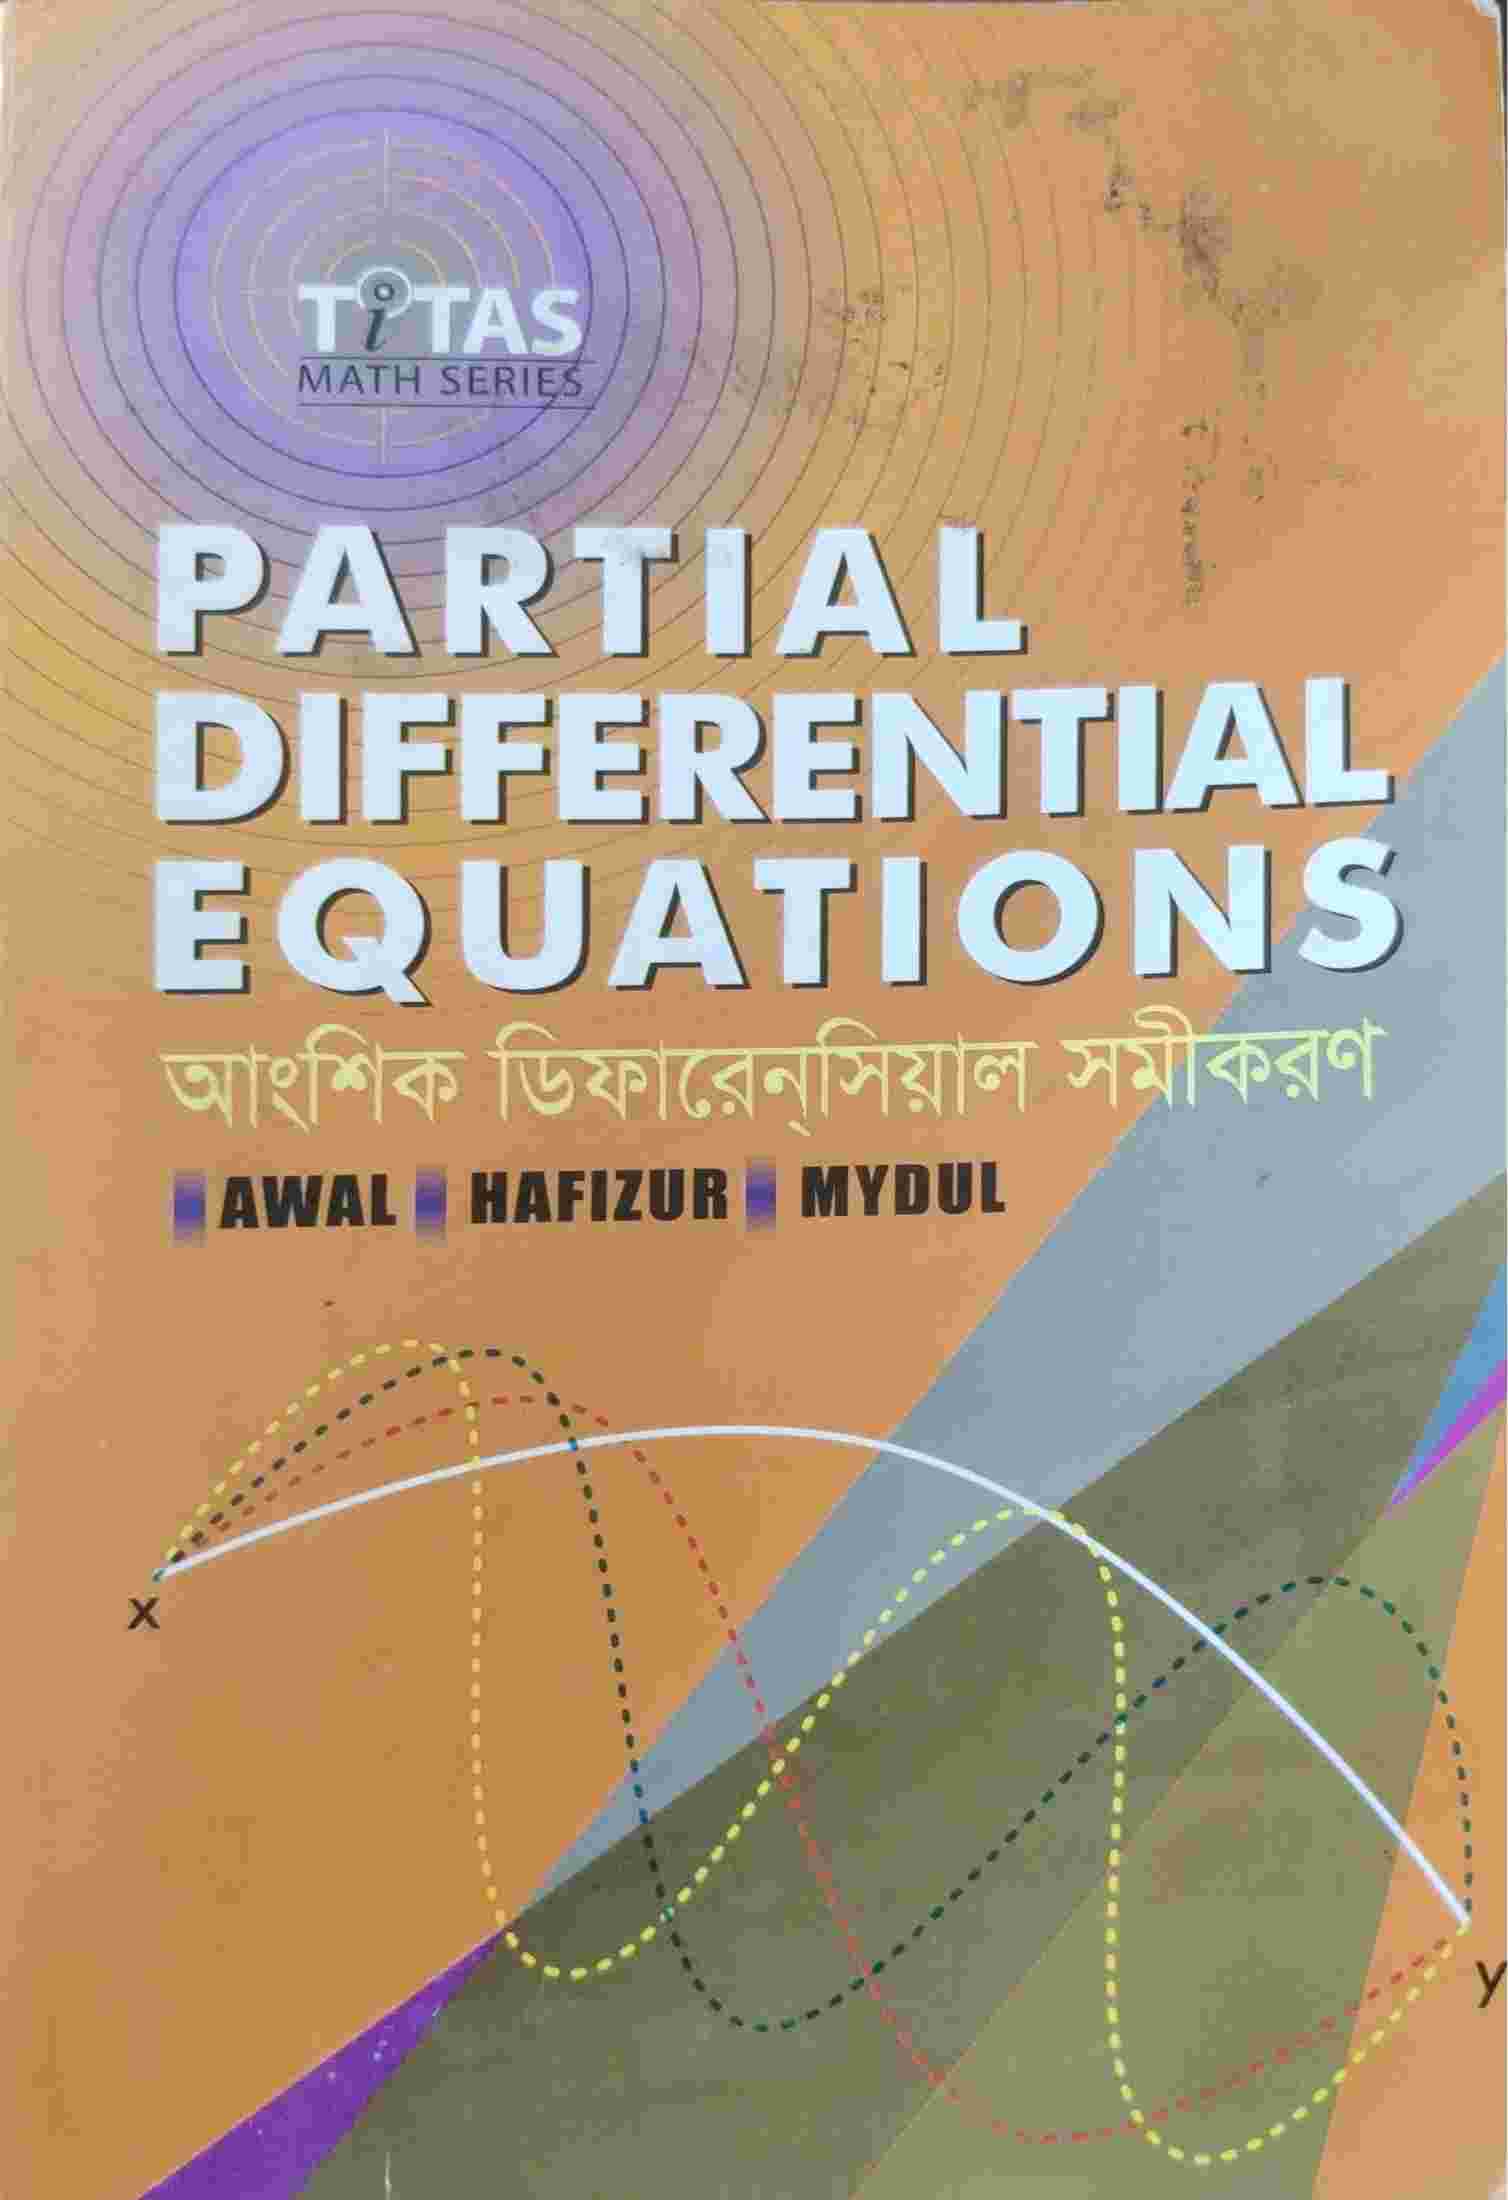 TiTAS
MATH SERIES
PARTIAL
DIFFERENTIAL
EQUATIONS
আংশিক ডিফারেন্‌সিয়াল সমীকরণ
AWAL HAFIZUR MYDUL
x
y